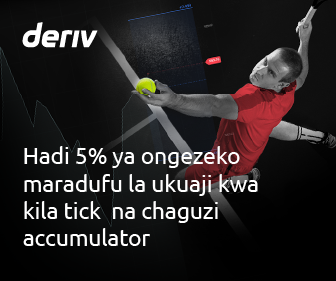 deriv
Hadi 5% ya ongezeko
maradufu la ukuaji kwa
kila tick na chaguzi
accumulator